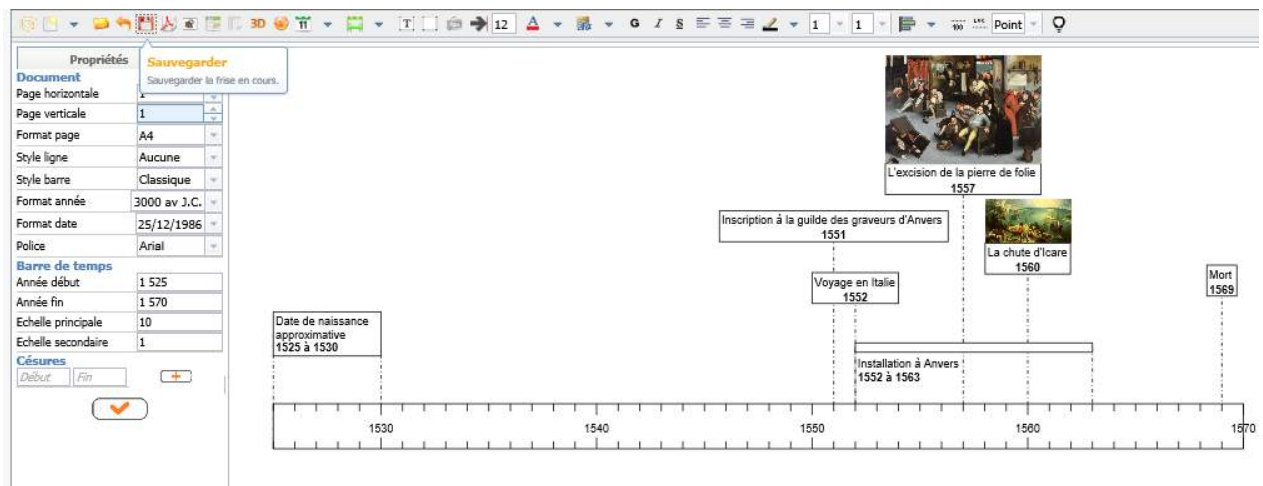 3D
12
G I S
1
1
100
Point
Propriétés
Sauvegarder
Sauvegarder la frise en cours.
Document
Page horizontale
Page verticale 1
Format page A4
Style ligne Aucune
Style barre Classique
Format année 3000 av J.C.
Format date 25/12/1986
Police Arial
Barre de temps
Année début 1 525
Année fin 1 570
Echelle principale 10
Echelle secondaire 1
Césures
Début Fin
Date de naissance
approximative
1525 à 1530
Inscription à la guilde des graveurs d'Anvers
1551
Voyage en Italie
1552
L'excision de la pierre de folie
1557
La chute d'Icare
1560
Mort
1569
Installation à Anvers
1552 à 1563
1530 1540 1550 1560 1570